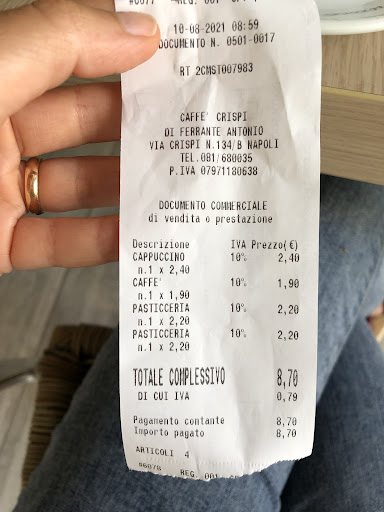 10-08-2021 08:59
DOCUMENTO N. 0501-0017
RT 2CMST007983
CAFFE' CRISPI
DI FERRANTE ANTONIO
VIA CRISPI N.134/B NAPOLI
TEL.081/680035
P.IVA 07971180638
DOCUMENTO COMMERCIALE
di vendita o prestazione
Descrizione IVA Prezzo(€)
CAPPUCCINO 10% 2,40
n.1 x 2,40
CAFFE' 10% 1,90
n.1 x 1,90
PASTICCERIA 10% 2,20
n.1 x 2,20
PASTICCERIA 10% 2,20
n.1 x 2,20
TOTALE COMPLESSIVO 8,70
DI CUI IVA 0,79
Pagamento contante 8,70
Importo pagato 8,70
ARTICOLI 4
#6078 REG. 001